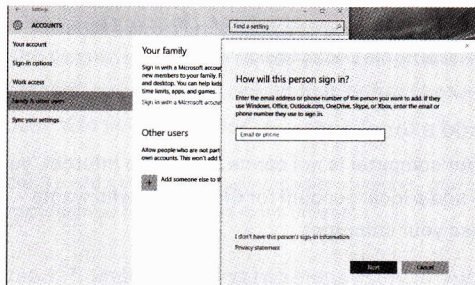 Settings
ACCOUNTS
Find a setting
Your account
Sign-in options
Work access
Family & other users
Sync your settings
Your family
Sign in with a Microsoft accour
new members to your family. F
and desktop. You can help kids
time limits, apps, and games.
Sign in with a Microsoft account
Other users
Allow people who are not part
own accounts. This won't add t
Add someone else to th
How will this person sign in?
Enter the email address or phone number of the person you want to add. If they
use Windows, Office, Outlook.com, OneDrive, Skype, or Xbox, enter the email or
phone number they use to sign in.
Email or phone
I don't have this person's sign-in information
Privacy statement
Next
Cancel